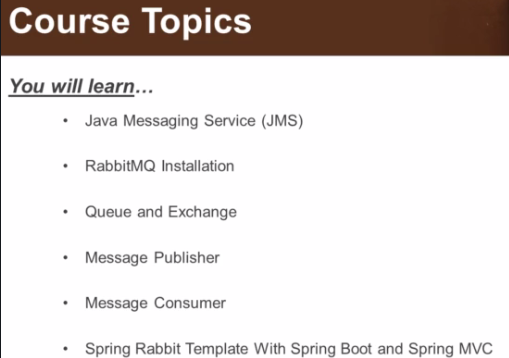 Course Topics
You will learn…
• Java Messaging Service (JMS)
• RabbitMQ Installation
• Queue and Exchange
• Message Publisher
• Message Consumer
• Spring Rabbit Template With Spring Boot and Spring MVC